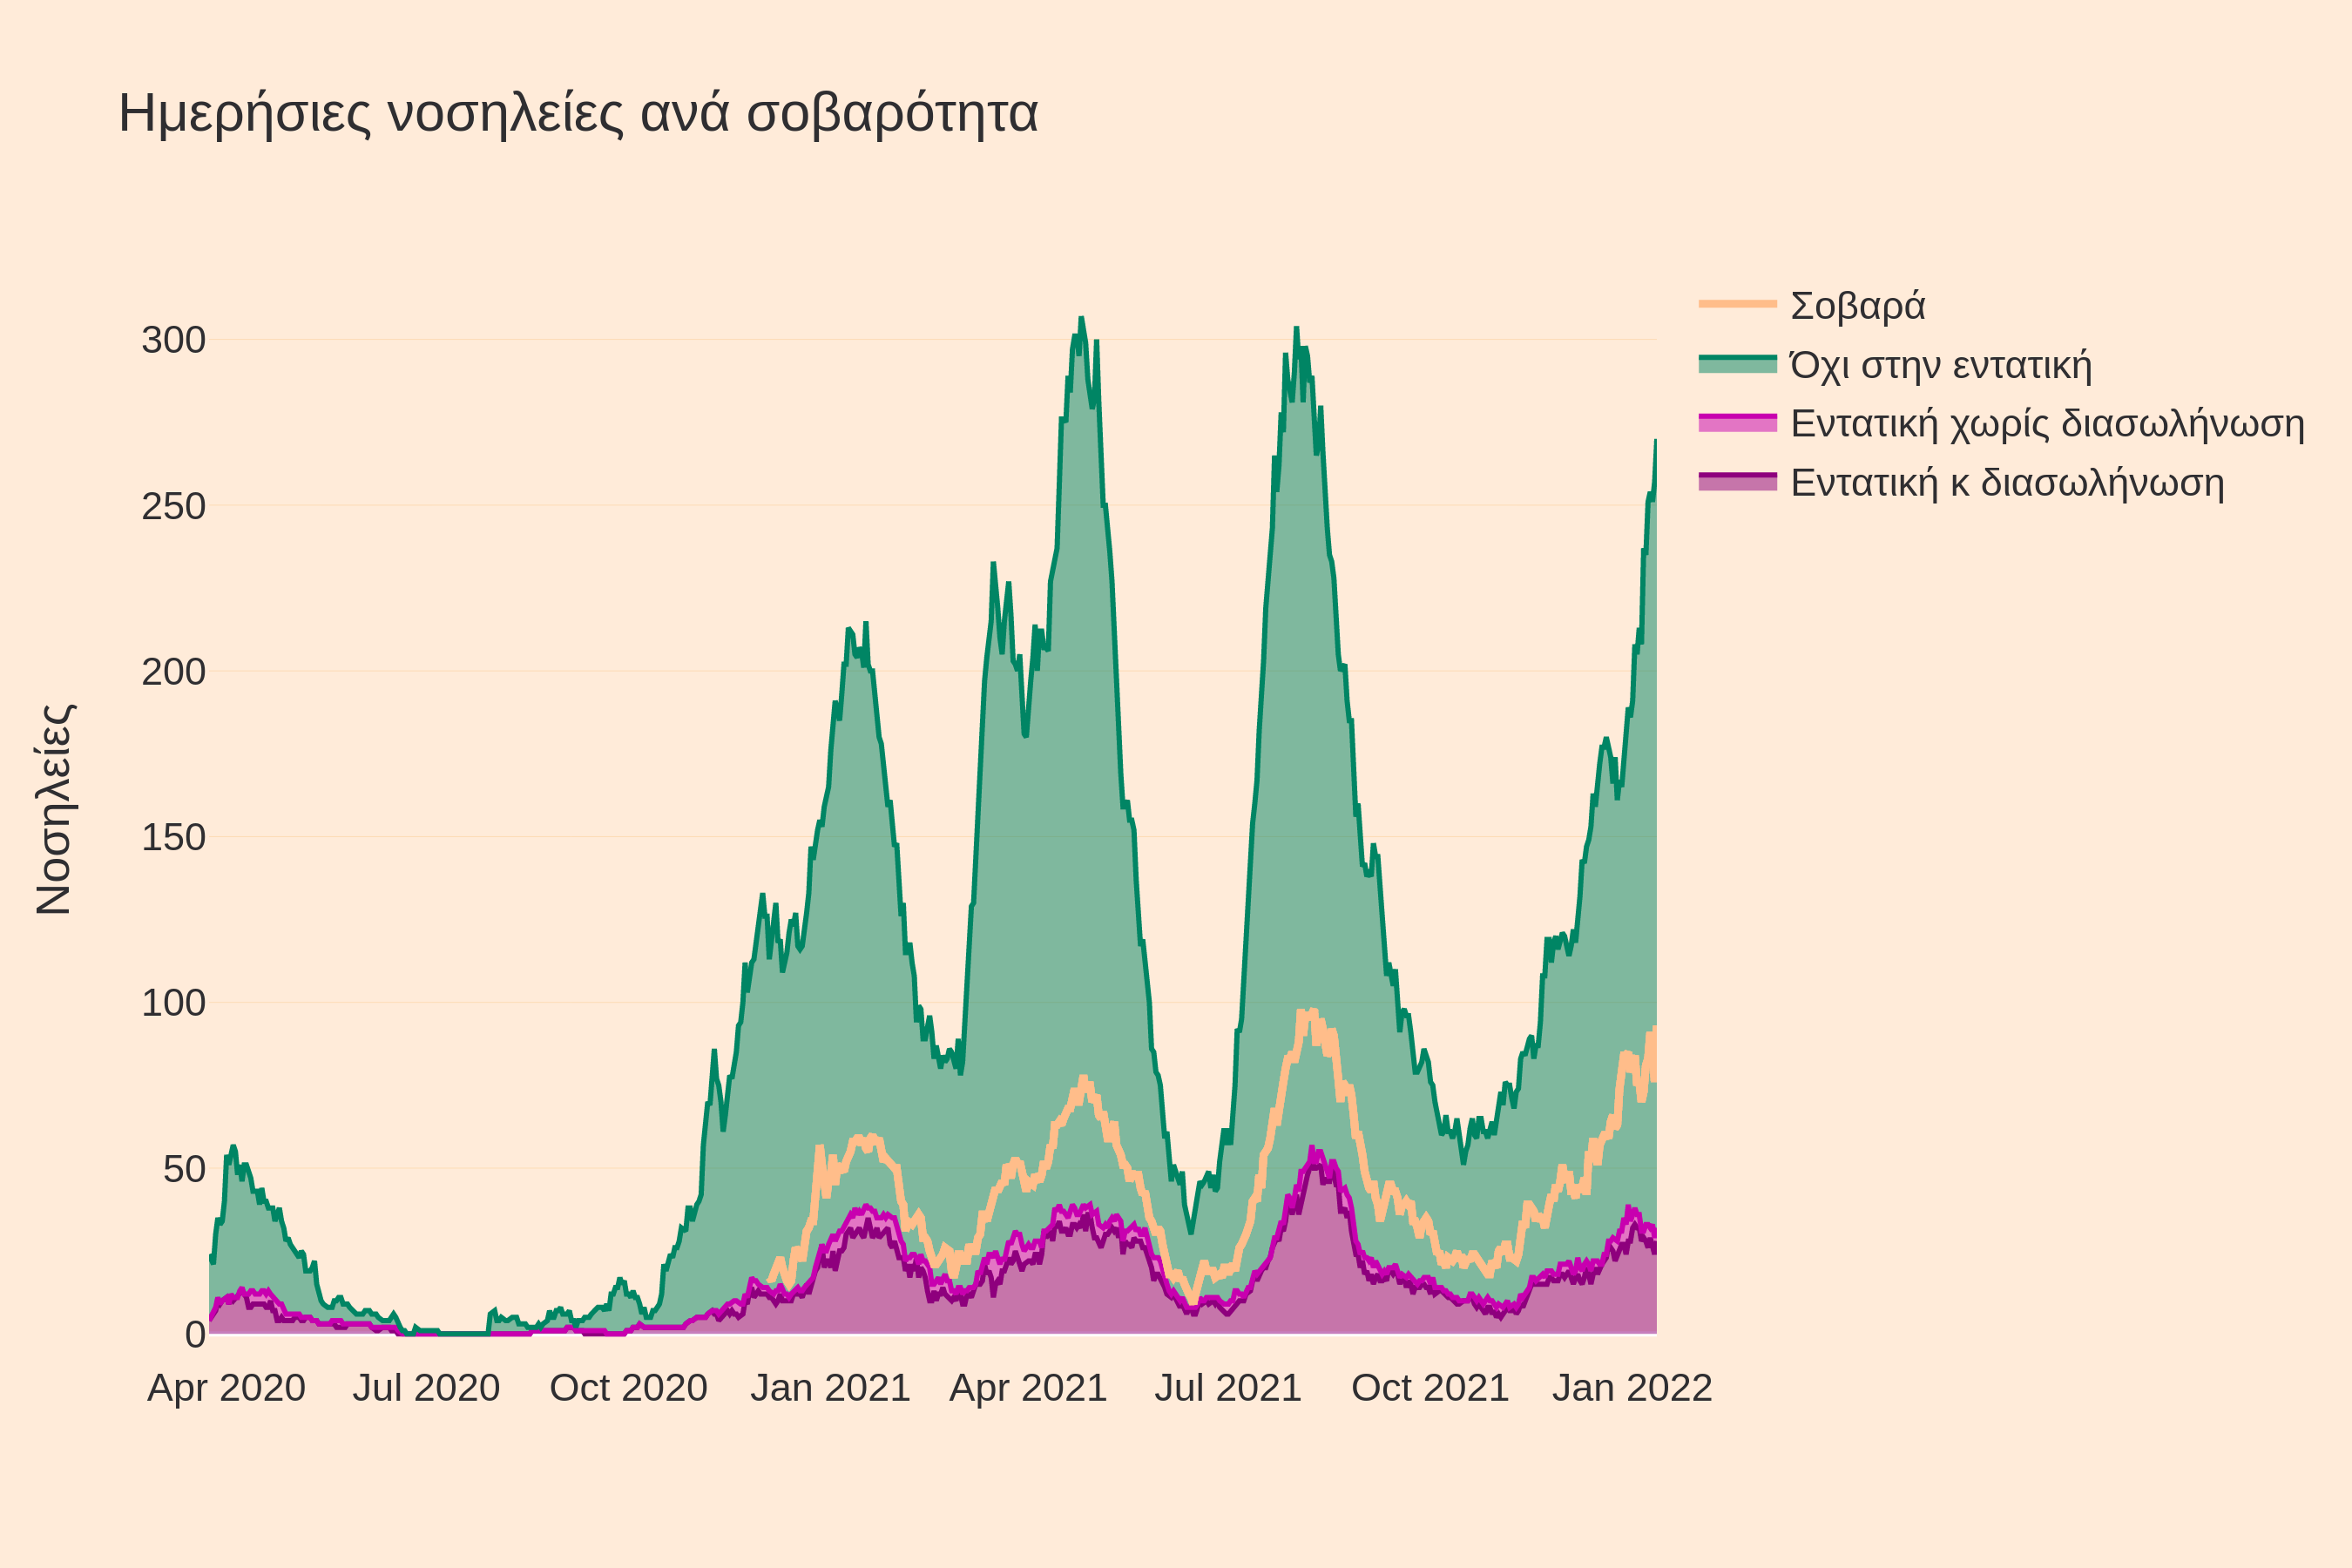 Ημερήσιες νοσηλείες ανά σοβαρότητα
Σοβαρά
Όχι στην εντατική
Εντατική χωρίς διασωλήνωση
Εντατική κ διασωλήνωση
Νοσηλείες
300
250
200
150
100
50
0
Apr 2020
Jul 2020
Oct 2020
Jan 2021
Apr 2021
Jul 2021
Oct 2021
Jan 2022